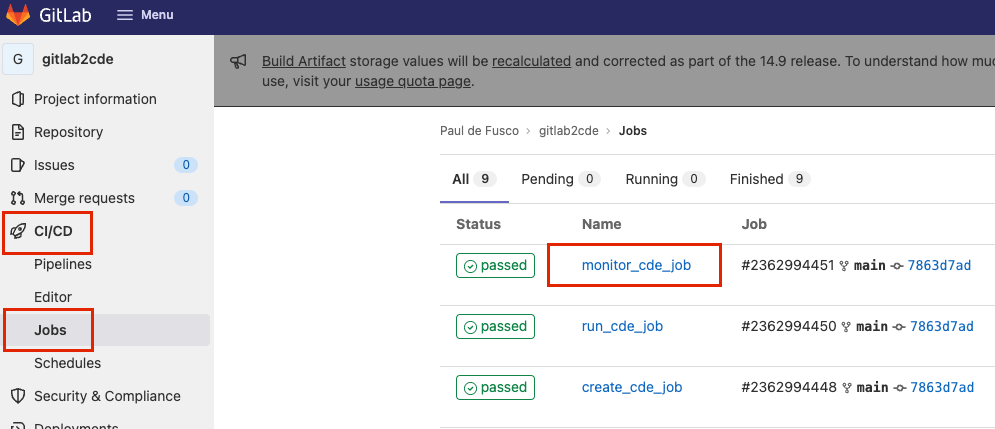 GitLab Menu
G gitlab2cde
Build Artifact storage values will be recalculated and corrected as part of the 14.9 release. To understand how much
use, visit your usage quota page.
Project information
Repository
Issues 0
Merge requests 0
CI/CD
Pipelines
Editor
Jobs
Schedules
Security & Compliance
Deployments
Paul de Fusco › gitlab2cde › Jobs
All 9 Pending 0 Running 0 Finished 9
Status Name Job
passed monitor_cde_job #2362994451 main 7863d7ad
passed run_cde_job #2362994450 main 7863d7ad
passed create_cde_job #2362994448 main 7863d7ad